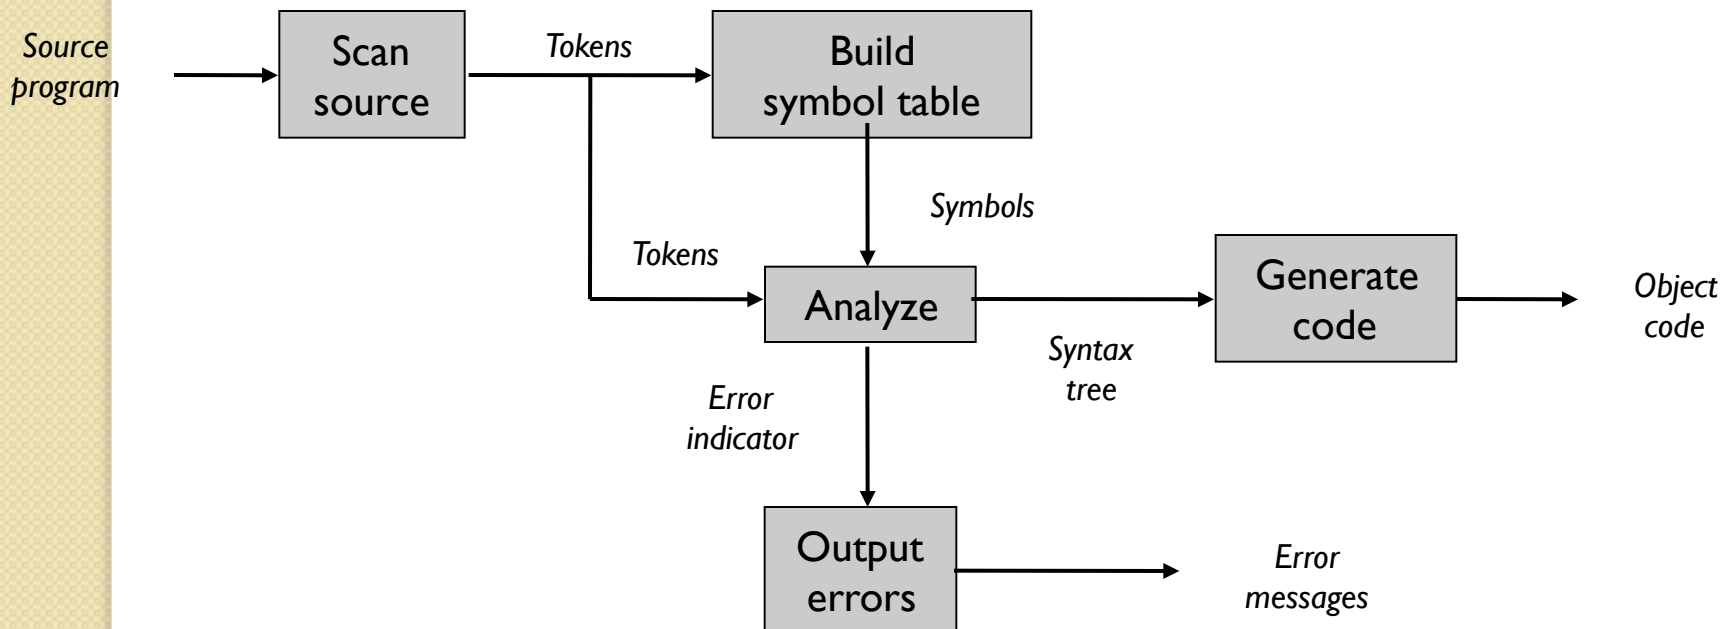 Source
program
Scan
source
Tokens
Build
symbol table
Symbols
Tokens
Analyze
Generate
code
Object
code
Syntax
tree
Error
indicator
Output
errors
Error
messages